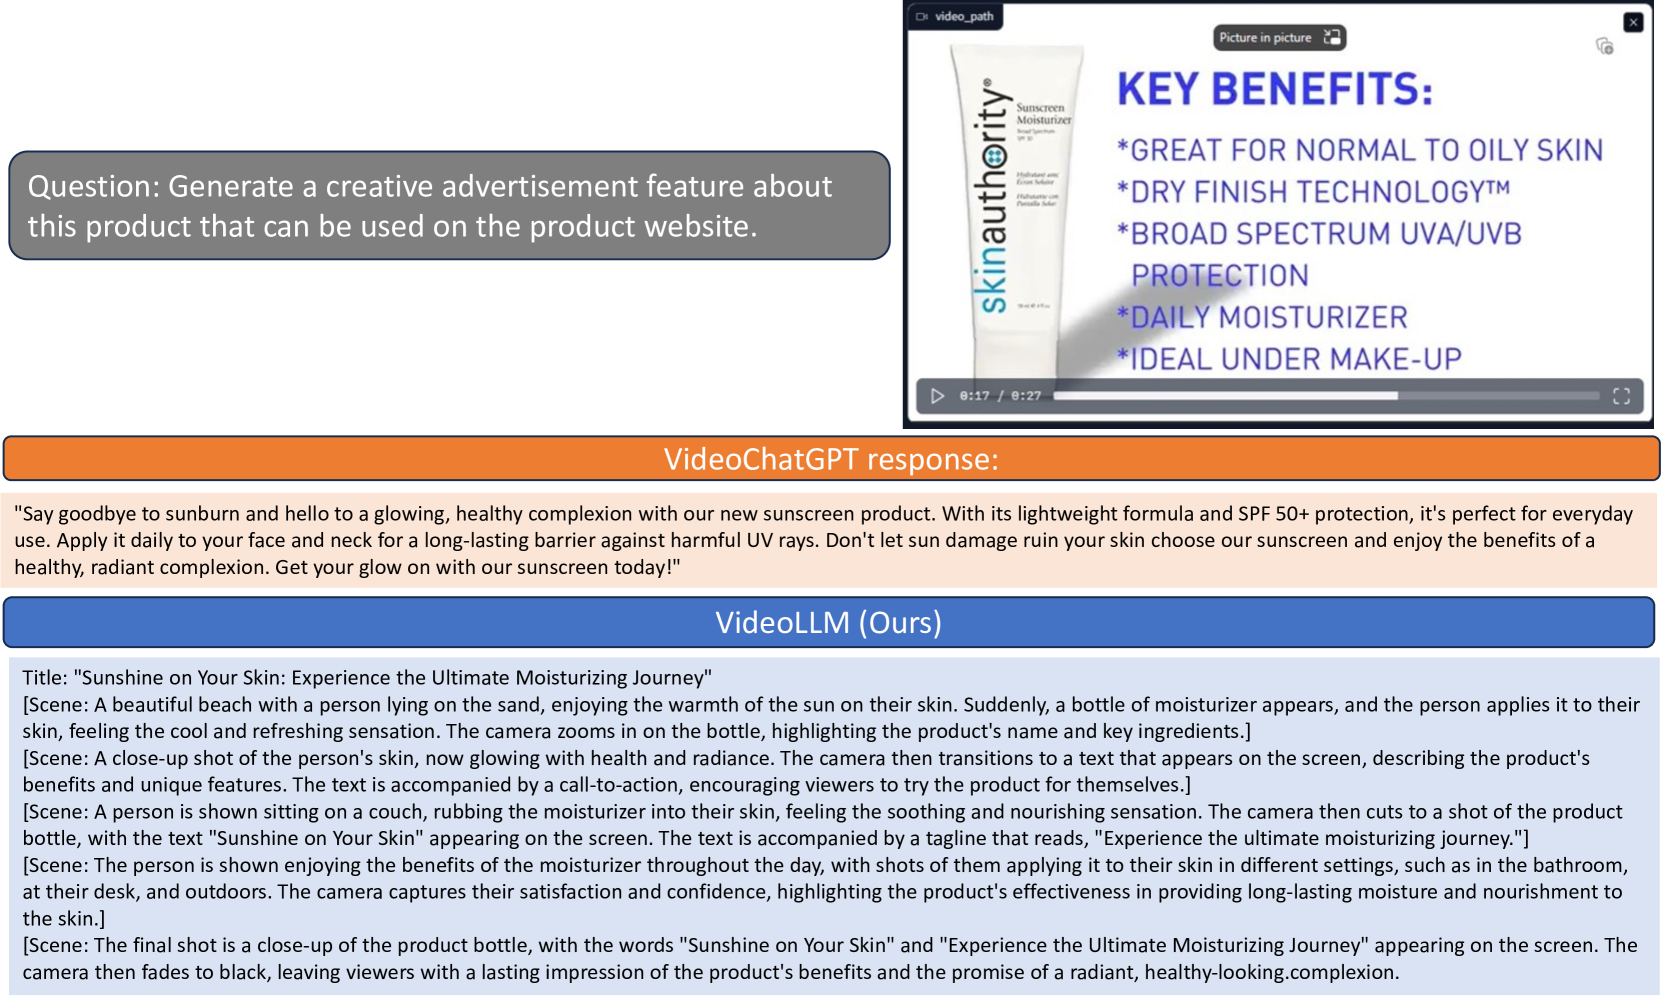 Question: Generate a creative advertisement feature about
this product that can be used on the product website.
video_path
Picture in picture
skinauthority®
Sunscreen
Moisturizer
Broad Spectrum
SPF 30
Hydratant avec
Écran Solaire
Hidratante con
Pantalla Solar
KEY BENEFITS:
*GREAT FOR NORMAL TO OILY SKIN
*DRY FINISH TECHNOLOGY™
*BROAD SPECTRUM UVA/UVB
PROTECTION
*DAILY MOISTURIZER
*IDEAL UNDER MAKE-UP
0:17 / 0:27
VideoChatGPT response:
"Say goodbye to sunburn and hello to a glowing, healthy complexion with our new sunscreen product. With its lightweight formula and SPF 50+ protection, it's perfect for everyday
use. Apply it daily to your face and neck for a long-lasting barrier against harmful UV rays. Don't let sun damage ruin your skin choose our sunscreen and enjoy the benefits of a
healthy, radiant complexion. Get your glow on with our sunscreen today!"
VideoLLM (Ours)
Title: "Sunshine on Your Skin: Experience the Ultimate Moisturizing Journey"
[Scene: A beautiful beach with a person lying on the sand, enjoying the warmth of the sun on their skin. Suddenly, a bottle of moisturizer appears, and the person applies it to their
skin, feeling the cool and refreshing sensation. The camera zooms in on the bottle, highlighting the product's name and key ingredients.]
[Scene: A close-up shot of the person's skin, now glowing with health and radiance. The camera then transitions to a text that appears on the screen, describing the product's
benefits and unique features. The text is accompanied by a call-to-action, encouraging viewers to try the product for themselves.]
[Scene: A person is shown sitting on a couch, rubbing the moisturizer into their skin, feeling the soothing and nourishing sensation. The camera then cuts to a shot of the product
bottle, with the text "Sunshine on Your Skin" appearing on the screen. The text is accompanied by a tagline that reads, "Experience the ultimate moisturizing journey."]
[Scene: The person is shown enjoying the benefits of the moisturizer throughout the day, with shots of them applying it to their skin in different settings, such as in the bathroom,
at their desk, and outdoors. The camera captures their satisfaction and confidence, highlighting the product's effectiveness in providing long-lasting moisture and nourishment to
the skin.]
[Scene: The final shot is a close-up of the product bottle, with the words "Sunshine on Your Skin" and "Experience the Ultimate Moisturizing Journey" appearing on the screen. The
camera then fades to black, leaving viewers with a lasting impression of the product's benefits and the promise of a radiant, healthy-looking.complexion.